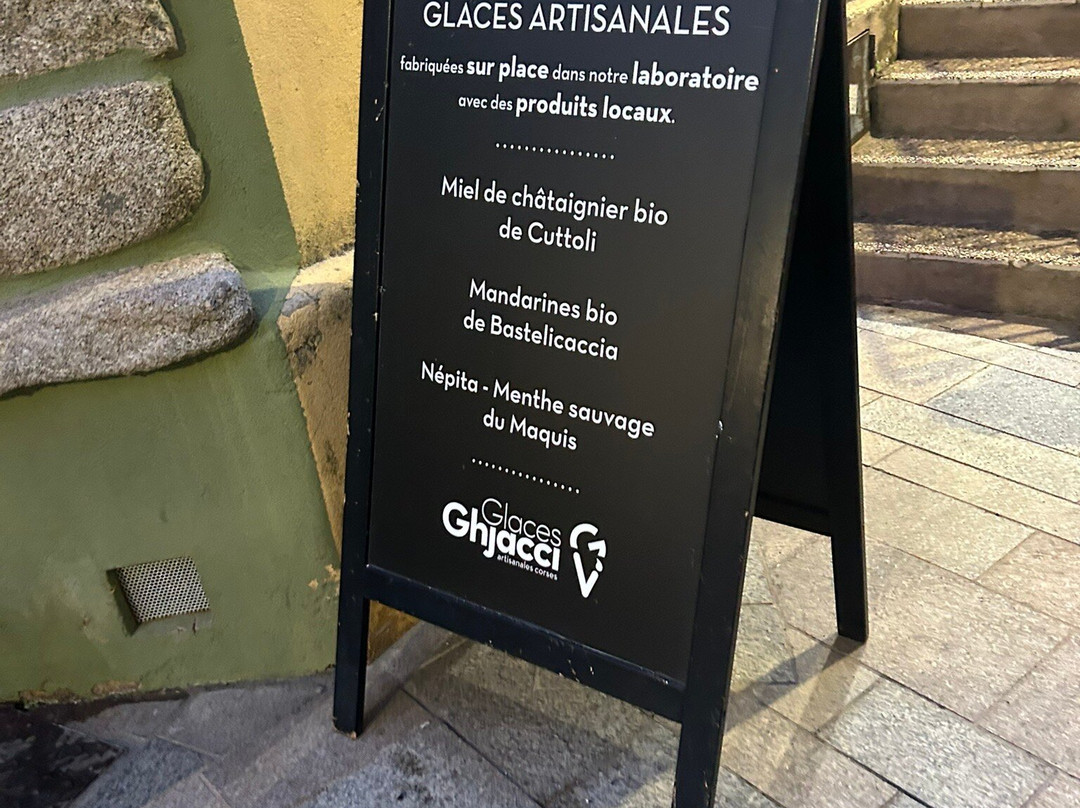 GLACES ARTISANALES
fabriquées sur place dans notre laboratoire
avec des produits locaux.
Miel de châtaignier bio
de Cuttoli
Mandarines bio
de Bastelicaccia
Népita - Menthe sauvage
du Maquis
Glaces
Ghjacci
artisanales corses